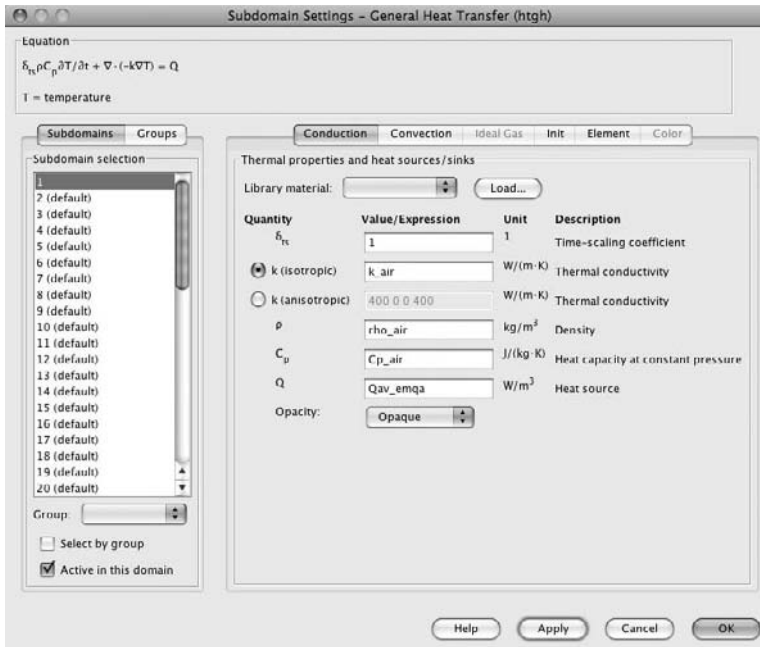 Subdomain Settings – General Heat Transfer (htgh)
Equation
δₜₛρCₚ∂T/∂t + ∇·(-k∇T) = Q
T = temperature
Subdomains Groups
Subdomain selection
1
2 (default)
3 (default)
4 (default)
5 (default)
6 (default)
7 (default)
8 (default)
9 (default)
10 (default)
11 (default)
12 (default)
13 (default)
14 (default)
15 (default)
16 (default)
17 (default)
18 (default)
19 (default)
20 (default)
Group:
Select by group
Active in this domain
Conduction Convection Ideal Gas Init Element Color
Thermal properties and heat sources/sinks
Library material: Load...
Quantity Value/Expression Unit Description
δₜₛ 1 1 Time-scaling coefficient
k (isotropic) k_air W/(m·K) Thermal conductivity
k (anisotropic) 400 0 0 400 W/(m·K) Thermal conductivity
ρ rho_air kg/m³ Density
Cₚ Cp_air J/(kg·K) Heat capacity at constant pressure
Q Qav_emqa W/m³ Heat source
Opacity: Opaque
Help Apply Cancel OK